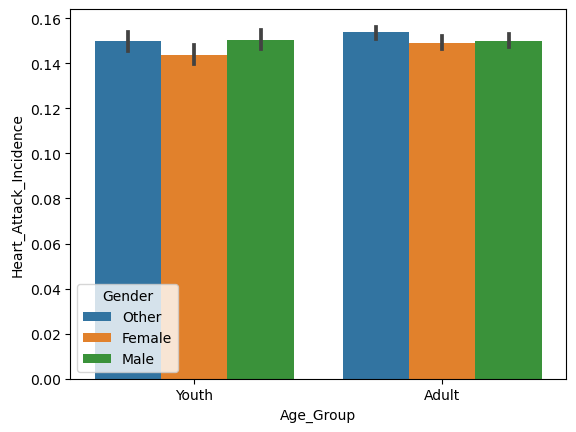 0.16
0.14
0.12
0.10
0.08
0.06
0.04
0.02
0.00
Heart_Attack_Incidence
Gender
Other
Female
Male
Youth
Adult
Age_Group